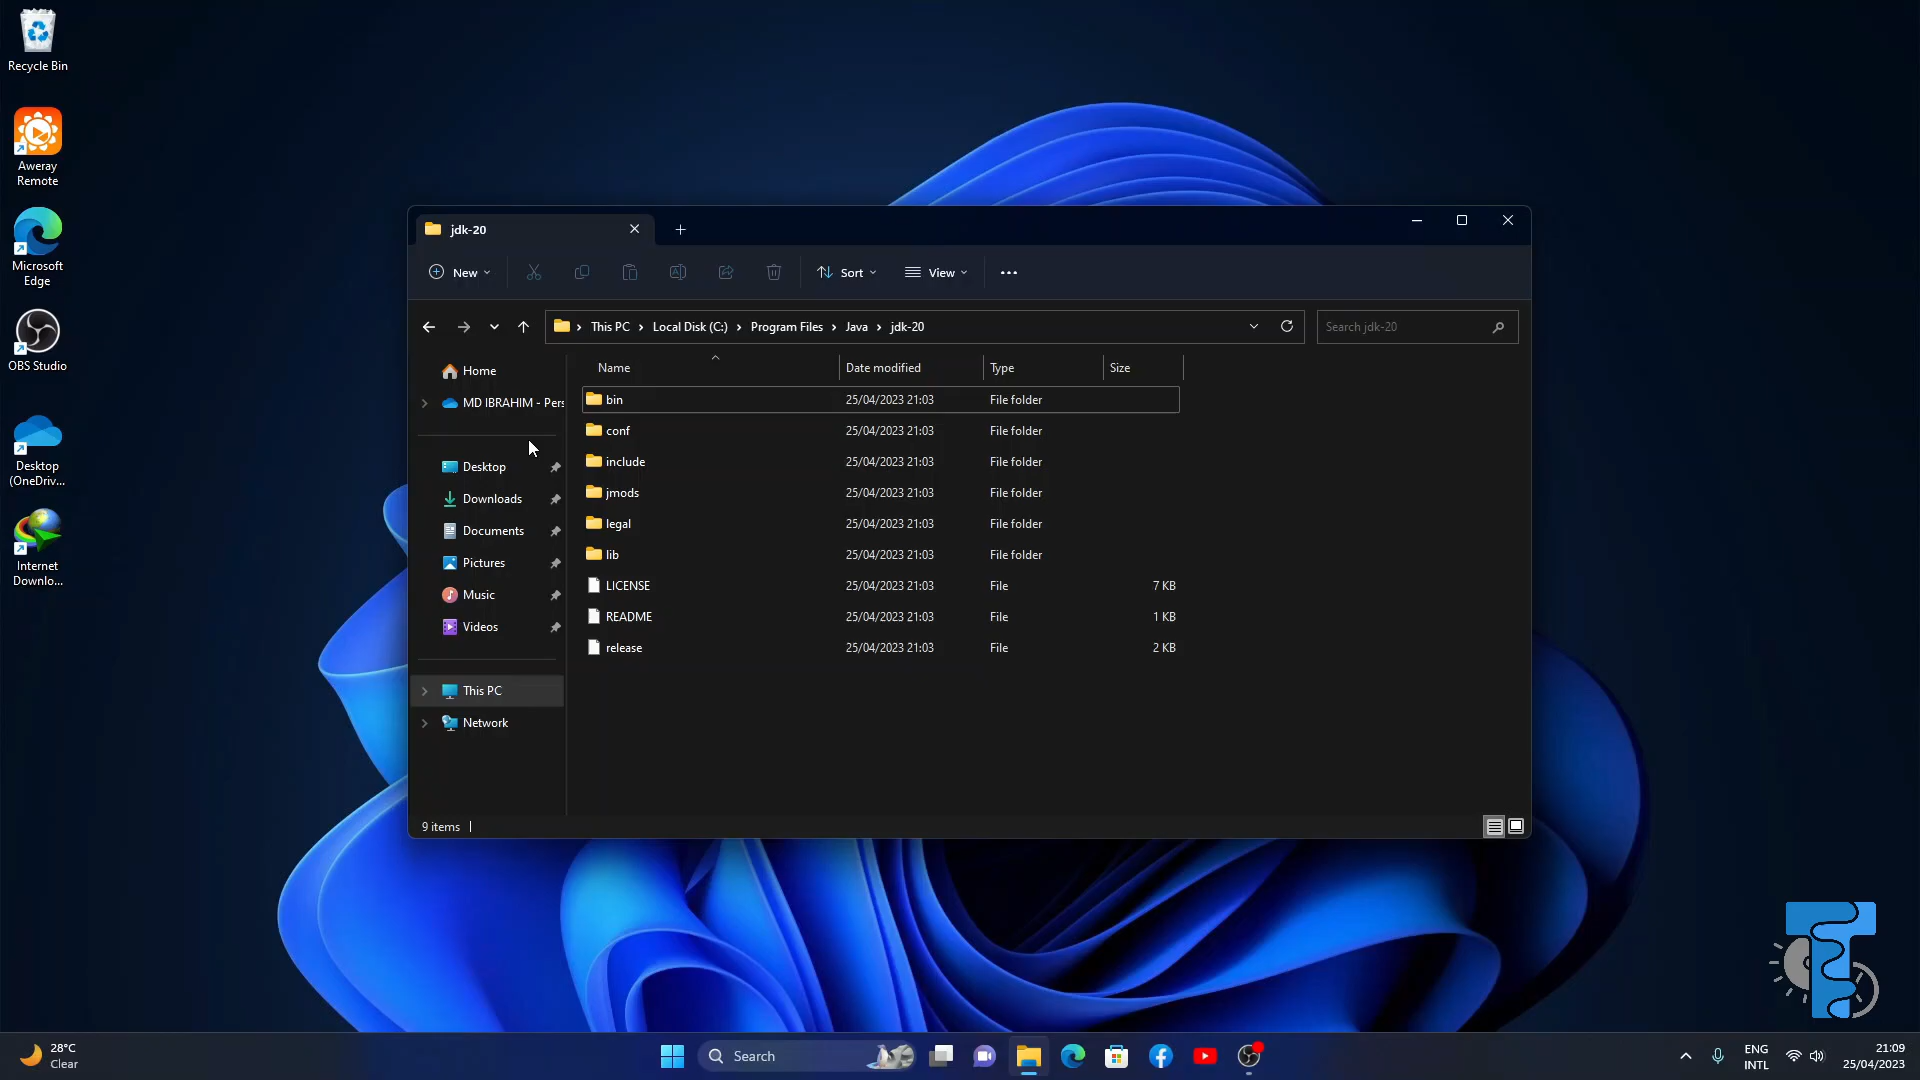 Recycle Bin
Aweray
Remote
Microsoft
Edge
OBS Studio
Desktop
(OneDriv...
Internet
Downlo...
jdk-20
New
Sort
View
This PC
Local Disk (C:)
Program Files
Java
jdk-20
Search jdk-20
Home
MD IBRAHIM - Pers
Desktop
Downloads
Documents
Pictures
Music
Videos
This PC
Network
Name Date modified Type Size
bin 25/04/2023 21:03 File folder
conf 25/04/2023 21:03 File folder
include 25/04/2023 21:03 File folder
jmods 25/04/2023 21:03 File folder
legal 25/04/2023 21:03 File folder
lib 25/04/2023 21:03 File folder
LICENSE 25/04/2023 21:03 File 7 KB
README 25/04/2023 21:03 File 1 KB
release 25/04/2023 21:03 File 2 KB
9 items
28°C
Clear
Search
ENG
INTL
21:09
25/04/2023